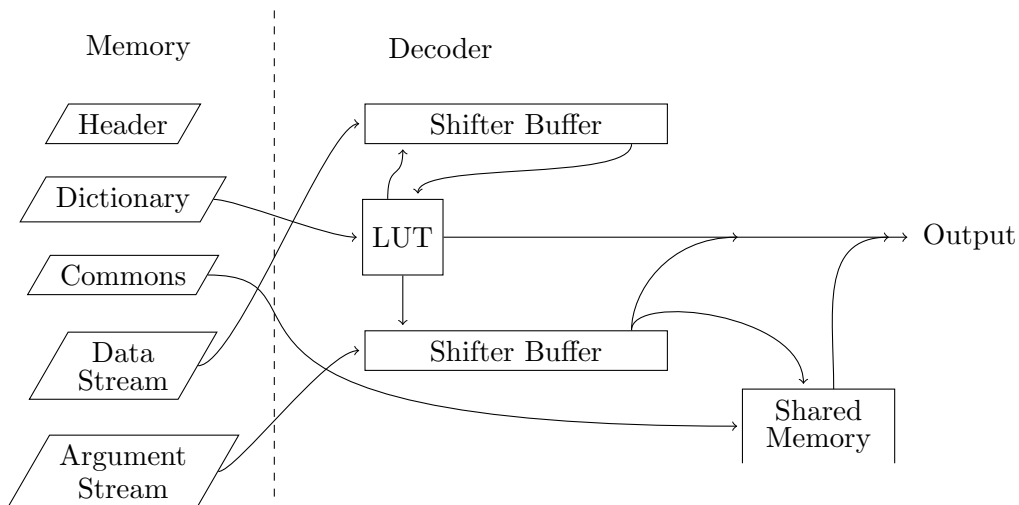 Memory
Decoder
Header
Shifter Buffer
Dictionary
LUT
Output
Commons
Data
Stream
Shifter Buffer
Shared
Memory
Argument
Stream